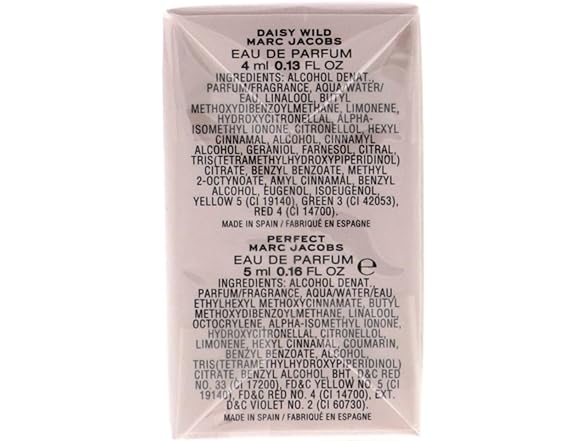 DAISY WILD
MARC JACOBS
EAU DE PARFUM
4 ml 0.13 FL OZ
INGREDIENTS: ALCOHOL DENAT.,
PARFUM/FRAGRANCE, AQUA/WATER/
EAU, LINALOOL, BUTYL
METHOXYDIBENZOYLMETHANE, LIMONENE,
HYDROXYCITRONELLAL, ALPHA-
ISOMETHYL IONONE, CITRONELLOL, HEXYL
CINNAMAL, ALCOHOL, CINNAMYL
ALCOHOL, GERANIOL, FARNESOL, CITRAL,
TRIS(TETRAMETHYLHYDROXYPIPERIDINOL)
CITRATE, BENZYL BENZOATE, METHYL
2-OCTYNOATE, AMYL CINNAMAL, BENZYL
ALCOHOL, EUGENOL, ISOEUGENOL,
YELLOW 5 (CI 19140), GREEN 3 (CI 42053),
RED 4 (CI 14700).
MADE IN SPAIN / FABRIQUÉ EN ESPAGNE
PERFECT
MARC JACOBS
EAU DE PARFUM
5 ml 0.16 FL OZ ℮
INGREDIENTS: ALCOHOL DENAT.,
PARFUM/FRAGRANCE, AQUA/WATER/EAU,
ETHYLHEXYL METHOXYCINNAMATE, BUTYL
METHOXYDIBENZOYLMETHANE, LINALOOL,
OCTOCRYLENE, ALPHA-ISOMETHYL IONONE,
HYDROXYCITRONELLAL, CITRONELLOL,
LIMONENE, HEXYL CINNAMAL, COUMARIN,
BENZYL BENZOATE, ALCOHOL,
TRIS(TETRAMETHYLHYDROXYPIPERIDINOL)
CITRATE, BENZYL ALCOHOL, BHT, D&C RED
NO. 33 (CI 17200), FD&C YELLOW NO. 5 (CI
19140), FD&C RED NO. 4 (CI 14700), EXT.
D&C VIOLET NO. 2 (CI 60730).
MADE IN SPAIN / FABRIQUÉ EN ESPAGNE